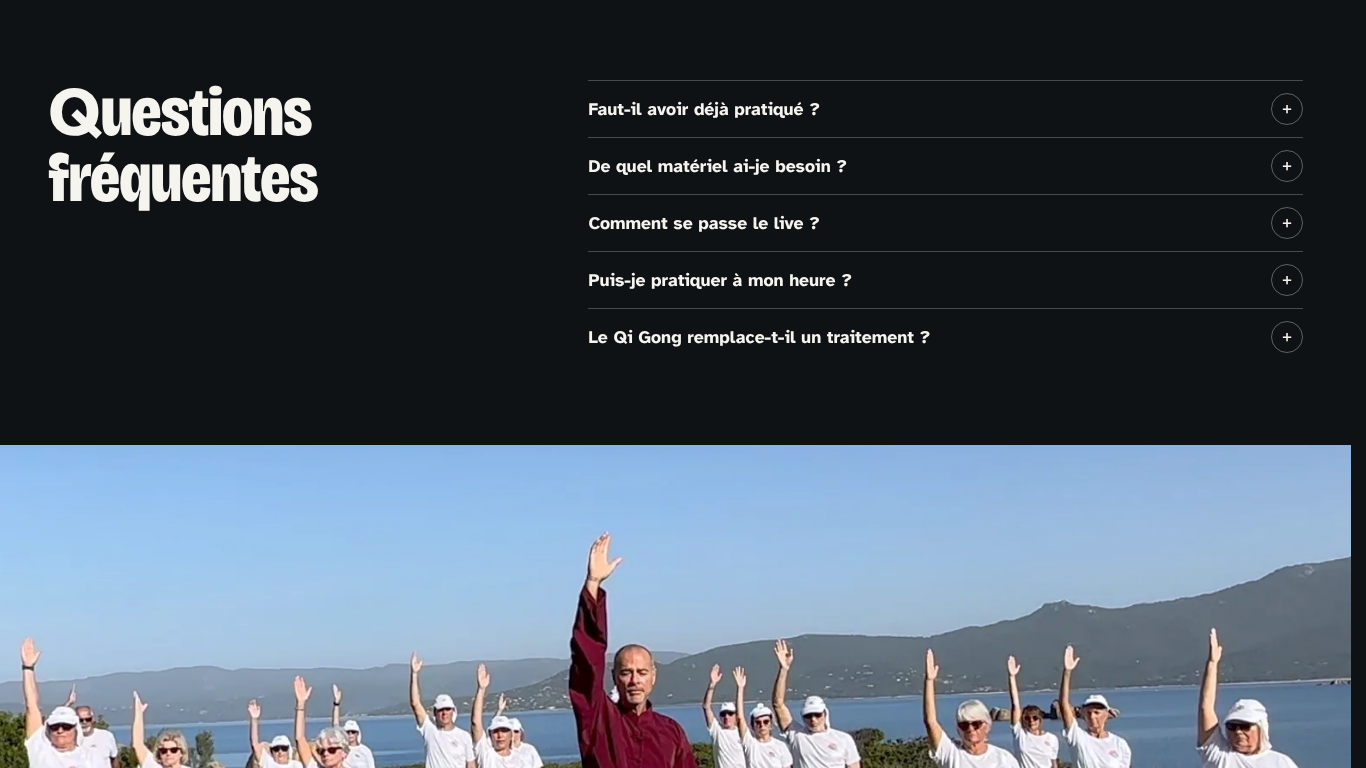 Questions
fréquentes
Faut-il avoir déjà pratiqué ?
De quel matériel ai-je besoin ?
Comment se passe le live ?
Puis-je pratiquer à mon heure ?
Le Qi Gong remplace-t-il un traitement ?